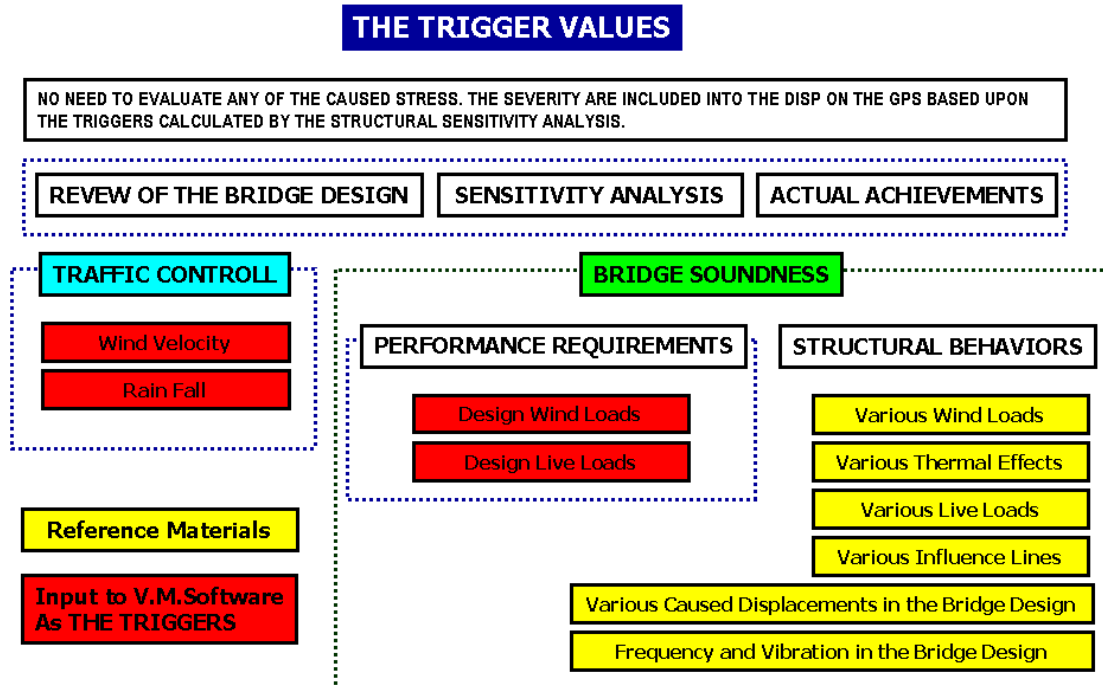 THE TRIGGER VALUES
NO NEED TO EVALUATE ANY OF THE CAUSED STRESS. THE SEVERITY ARE INCLUDED INTO THE DISP ON THE GPS BASED UPON
THE TRIGGERS CALCULATED BY THE STRUCTURAL SENSITIVITY ANALYSIS.
REVEW OF THE BRIDGE DESIGN
SENSITIVITY ANALYSIS
ACTUAL ACHIEVEMENTS
TRAFFIC CONTROLL
Wind Velocity
Rain Fall
BRIDGE SOUNDNESS
PERFORMANCE REQUIREMENTS
Design Wind Loads
Design Live Loads
STRUCTURAL BEHAVIORS
Various Wind Loads
Various Thermal Effects
Various Live Loads
Various Influence Lines
Various Caused Displacements in the Bridge Design
Frequency and Vibration in the Bridge Design
Reference Materials
Input to V.M.Software
As THE TRIGGERS